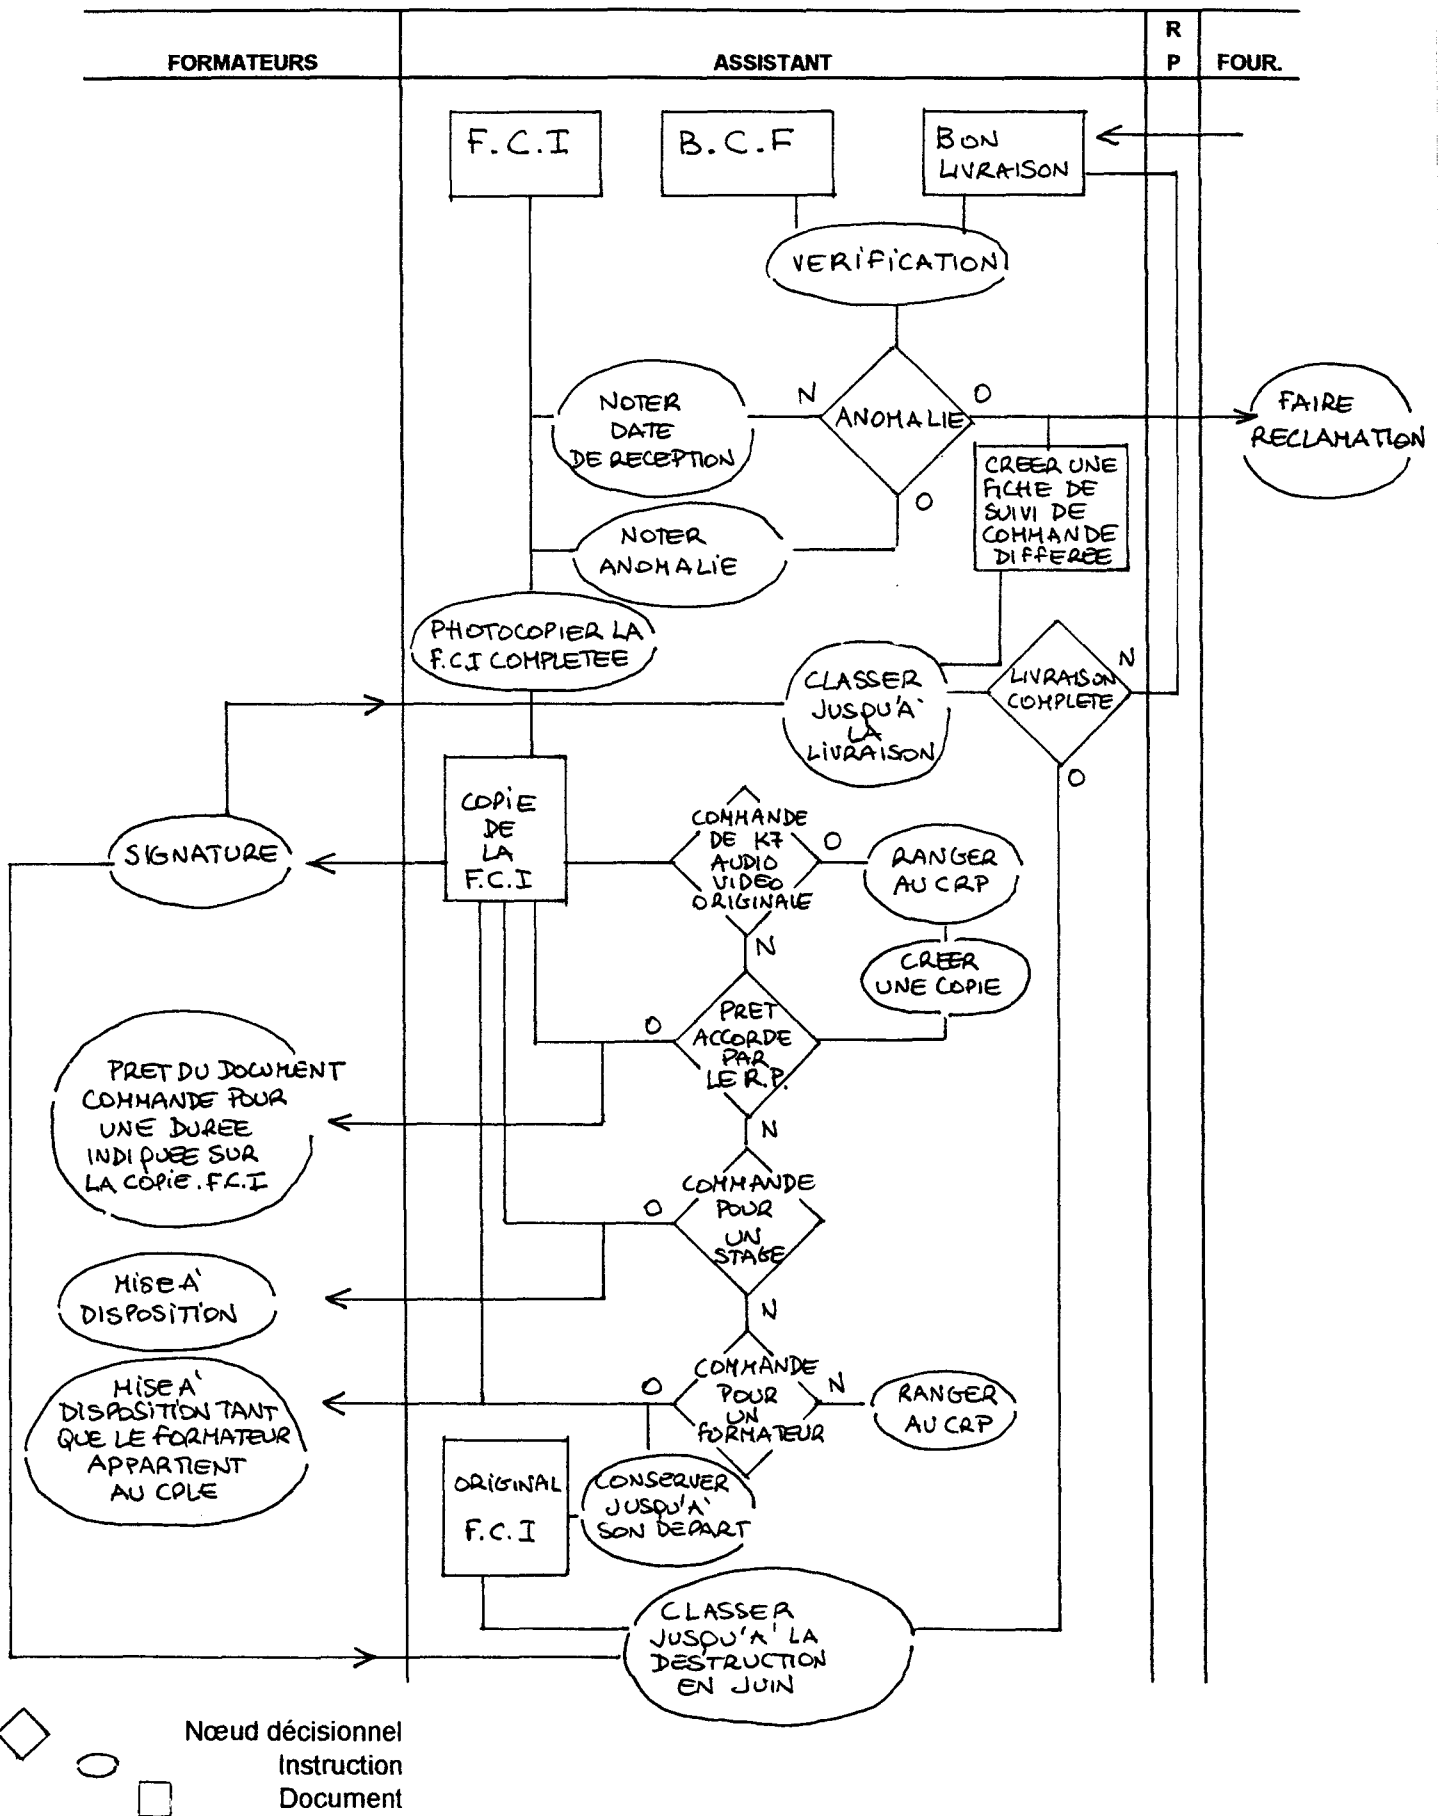 FORMATEURS
ASSISTANT
R
P
FOUR.
F.C.I
B.C.F
BON
LIVRAISON
VERIFICATION
NOTER
DATE
DE RECEPTION
N
ANOMALIE
O
FAIRE
RECLAMATION
CREER UNE
FICHE DE
SUIVI DE
COMMANDE
DIFFEREE
O
NOTER
ANOMALIE
PHOTOCOPIER LA
F.C.I COMPLETEE
CLASSER
JUSQU'A
LA
LIVRAISON
LIVRAISON
COMPLETE
N
O
COPIE
DE
LA
F.C.I
SIGNATURE
COMMANDE
DE K7
AUDIO
VIDEO
ORIGINALE
O
RANGER
AU CRP
N
CREER
UNE COPIE
PRET
ACCORDE
PAR
LE R.P.
O
PRET DU DOCUMENT
COMMANDE POUR
UNE DUREE
INDIQUEE SUR
LA COPIE.F.C.I
N
COMMANDE
POUR
UN
STAGE
O
MISE A
DISPOSITION
N
COMMANDE
POUR
UN
FORMATEUR
O
N
RANGER
AU CRP
MISE A
DISPOSITION TANT
QUE LE FORMATEUR
APPARTIENT
AU CPLE
ORIGINAL
F.C.I
CONSERVER
JUSQU'A
SON DEPART
CLASSER
JUSQU'A LA
DESTRUCTION
EN JUIN
Nœud décisionnel
Instruction
Document